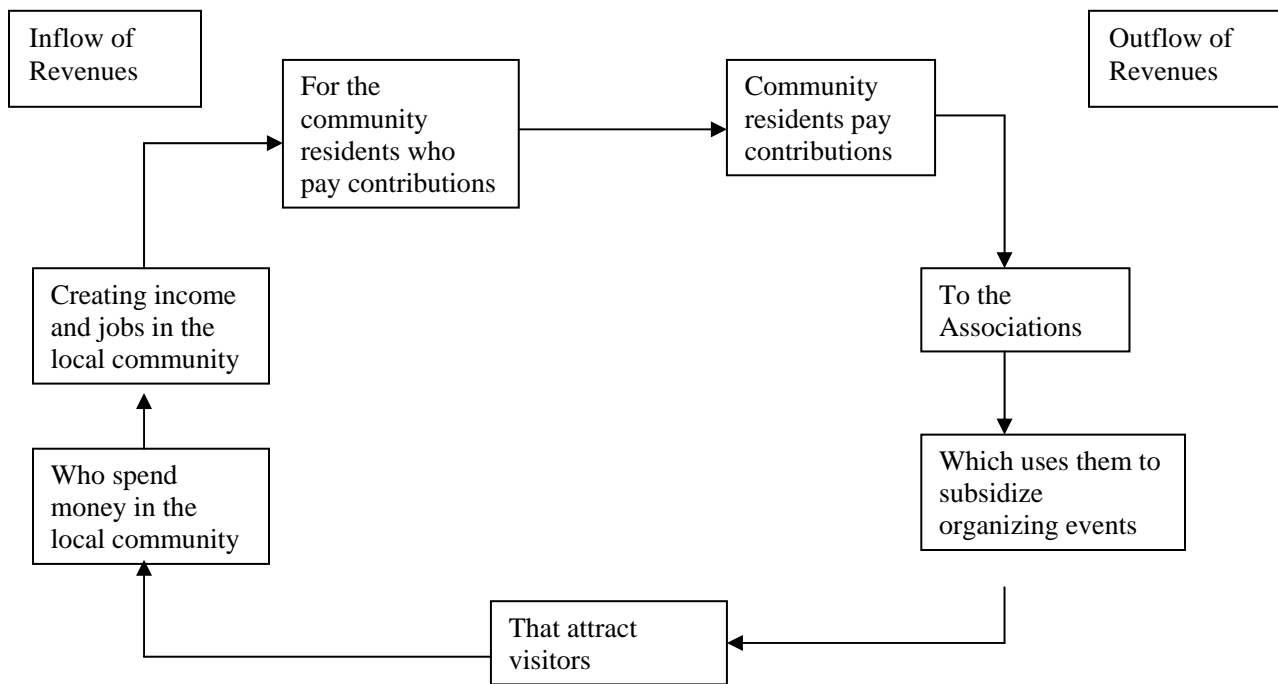 Inflow of
Revenues
Outflow of
Revenues
For the
community
residents who
pay contributions
Community
residents pay
contributions
To the
Associations
Which uses them to
subsidize
organizing events
That attract
visitors
Who spend
money in the
local community
Creating income
and jobs in the
local community